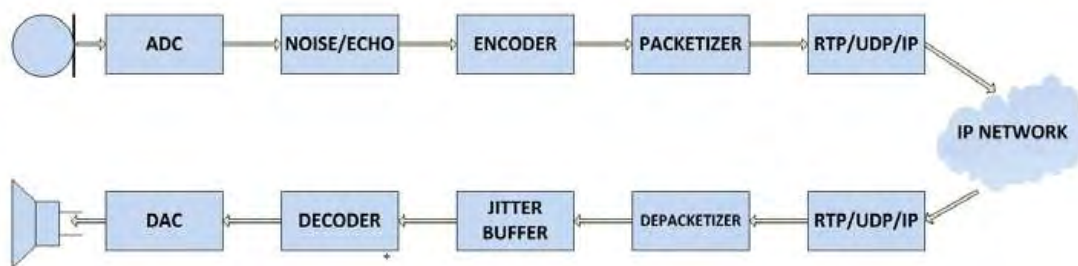 ADC
NOISE/ECHO
ENCODER
PACKETIZER
RTP/UDP/IP
IP NETWORK
DAC
DECODER
JITTER
BUFFER
DEPACKETIZER
RTP/UDP/IP